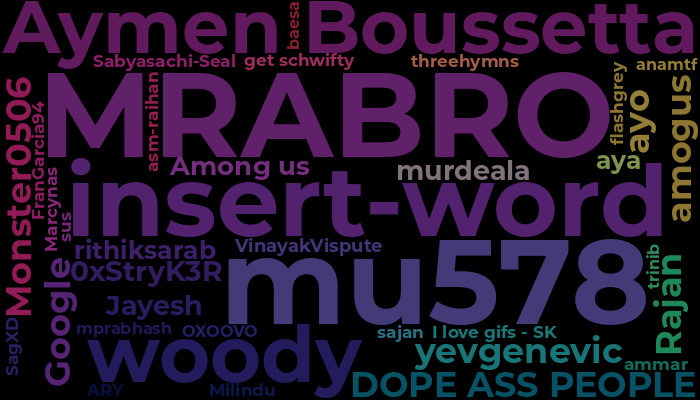 Aymen Boussetta
baesa
Sabyasachi-Seal
get schwifty
threehymns
anamtf
MRABRO
flashgrey
ayo
amogus
Monster0506
FranGarcia94
asm-raihan
Among us
murdeala
aya
Marcynas
sus
insert-word
rithiksarab
VinayakVispute
0xStryK3R
mu578
trinib
Rajan
Google
Jayesh
SagXD
mprabhash
OXOOVO
woody
sajan
I love gifs - SK
yevgenevic
ammar
ARY
Milindu
DOPE ASS PEOPLE